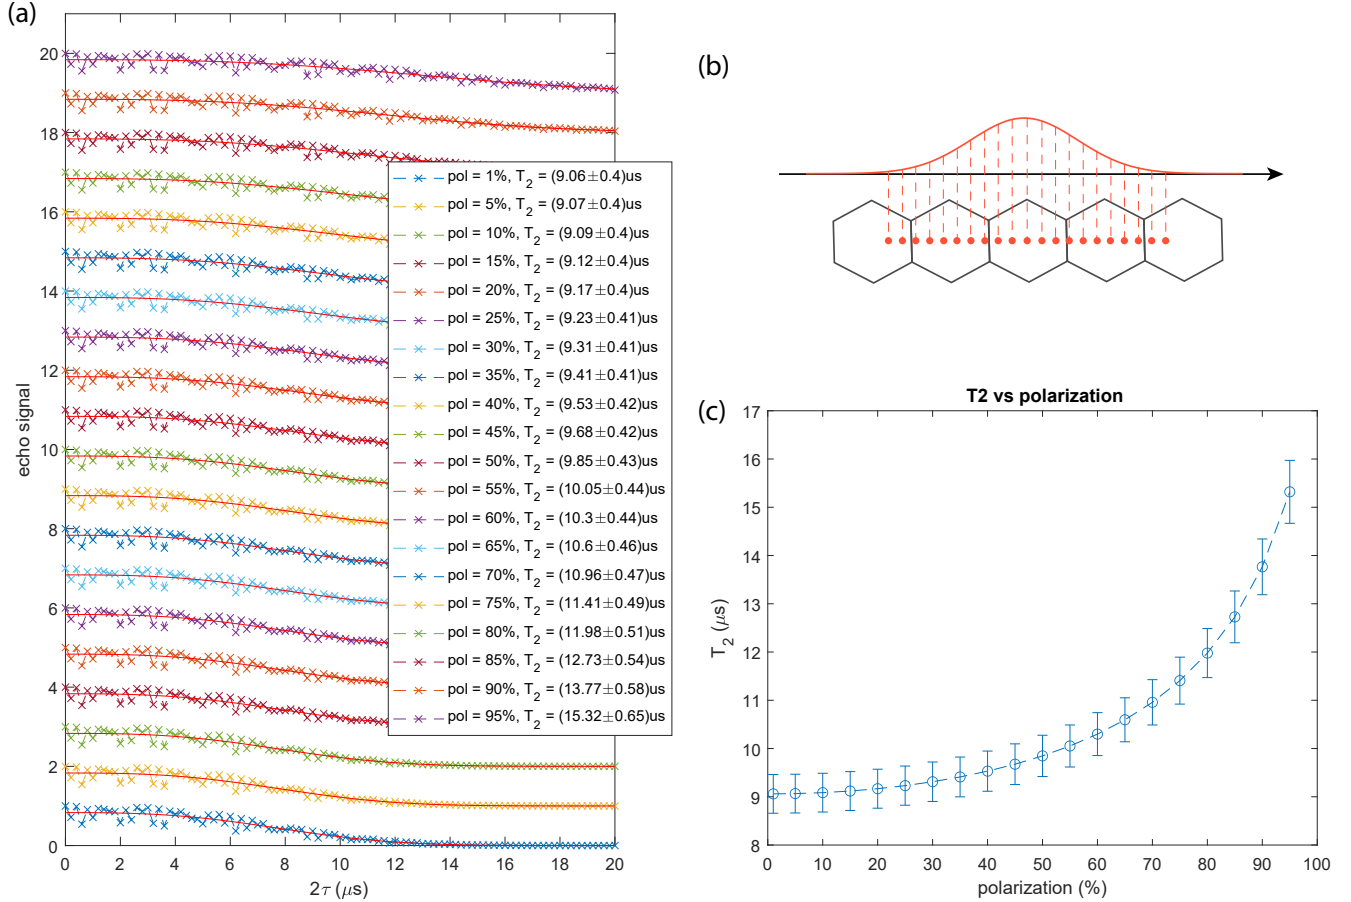 (a)
echo signal
20
18
16
14
12
10
8
6
4
2
0
0 2 4 6 8 10 12 14 16 18 20
2τ (μs)
pol = 1%, T2 = (9.06±0.4)us
pol = 5%, T2 = (9.07±0.4)us
pol = 10%, T2 = (9.09±0.4)us
pol = 15%, T2 = (9.12±0.4)us
pol = 20%, T2 = (9.17±0.4)us
pol = 25%, T2 = (9.23±0.41)us
pol = 30%, T2 = (9.31±0.41)us
pol = 35%, T2 = (9.41±0.41)us
pol = 40%, T2 = (9.53±0.42)us
pol = 45%, T2 = (9.68±0.42)us
pol = 50%, T2 = (9.85±0.43)us
pol = 55%, T2 = (10.05±0.44)us
pol = 60%, T2 = (10.3±0.44)us
pol = 65%, T2 = (10.6±0.46)us
pol = 70%, T2 = (10.96±0.47)us
pol = 75%, T2 = (11.41±0.49)us
pol = 80%, T2 = (11.98±0.51)us
pol = 85%, T2 = (12.73±0.54)us
pol = 90%, T2 = (13.77±0.58)us
pol = 95%, T2 = (15.32±0.65)us
(b)
(c)
T2 vs polarization
T2 (μs)
17
16
15
14
13
12
11
10
9
8
0 10 20 30 40 50 60 70 80 90 100
polarization (%)